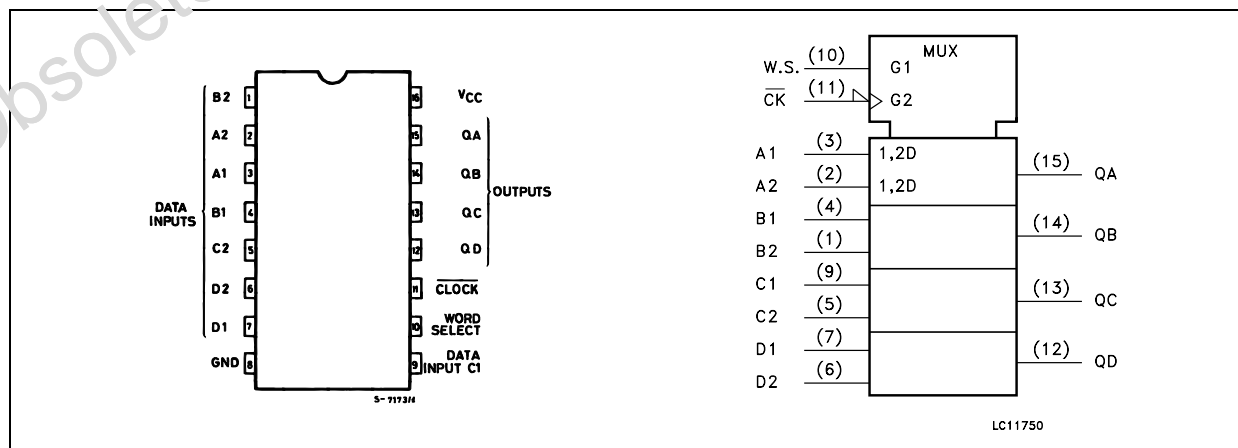 obsolete
B2 1
A2 2
A1 3
B1 4
C2 5
D2 6
D1 7
GND 8
DATA
INPUTS
16 VCC
15 QA
14 QB
13 QC
12 QD
OUTPUTS
11 CLOCK
10 WORD
SELECT
9 DATA
INPUT C1
S-7173/1
MUX
W.S. (10) G1
CK (11) G2
A1 (3) 1,2D
A2 (2) 1,2D
B1 (4)
B2 (1)
C1 (9)
C2 (5)
D1 (7)
D2 (6)
(15) QA
(14) QB
(13) QC
(12) QD
LC11750